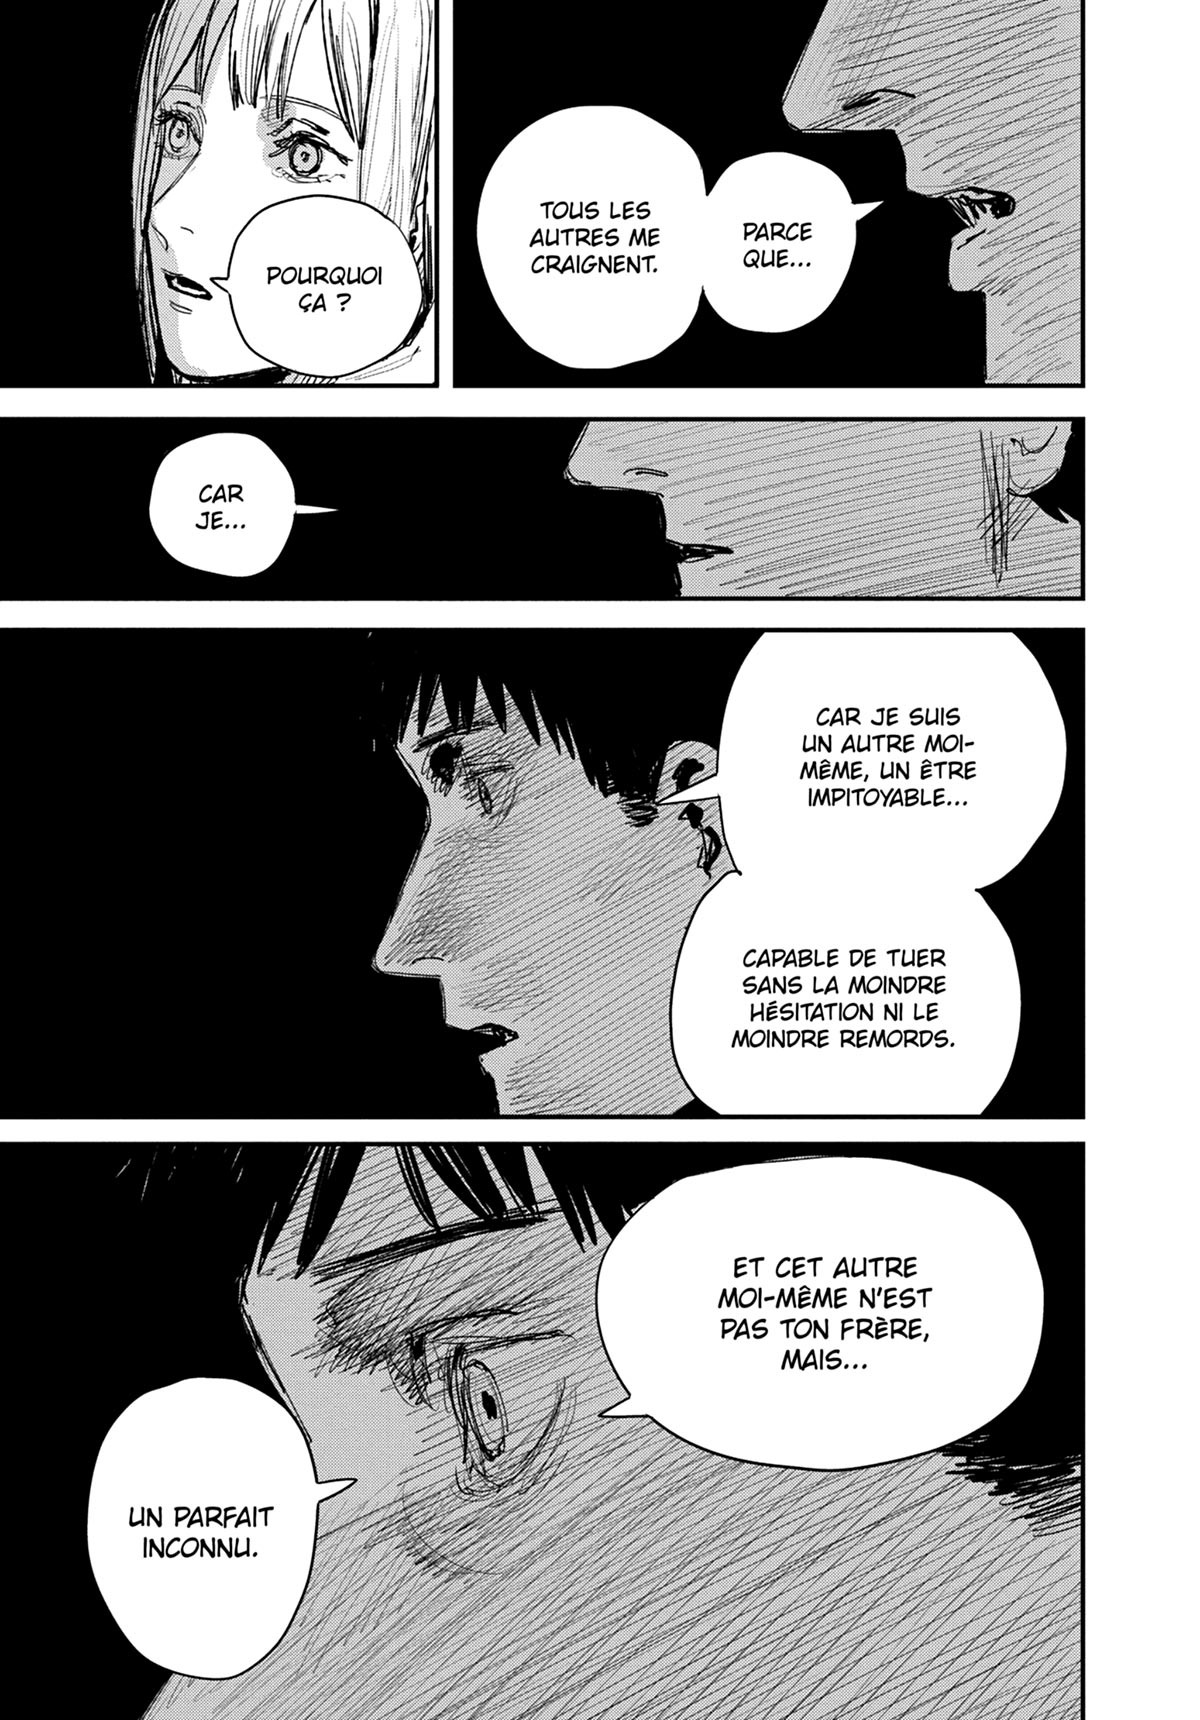 PARCE
QUE...
TOUS LES
AUTRES ME
CRAIGNENT.
POURQUOI
ÇA ?
CAR
JE...
CAR JE SUIS
UN AUTRE MOI-
MÊME, UN ÊTRE
IMPITOYABLE...
CAPABLE DE TUER
SANS LA MOINDRE
HÉSITATION NI LE
MOINDRE REMORDS.
ET CET AUTRE
MOI-MÊME N'EST
PAS TON FRÈRE,
MAIS...
UN PARFAIT
INCONNU.